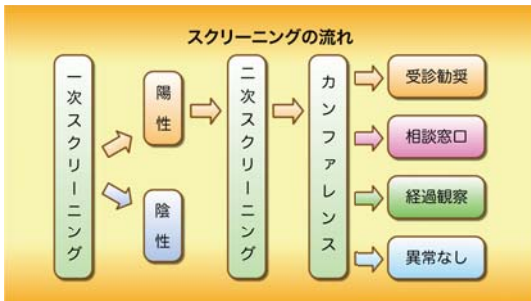 スクリーニングの流れ
一次スクリーニング
陽性
陰性
二次スクリーニング
カンファレンス
受診勧奨
相談窓口
経過観察
異常なし